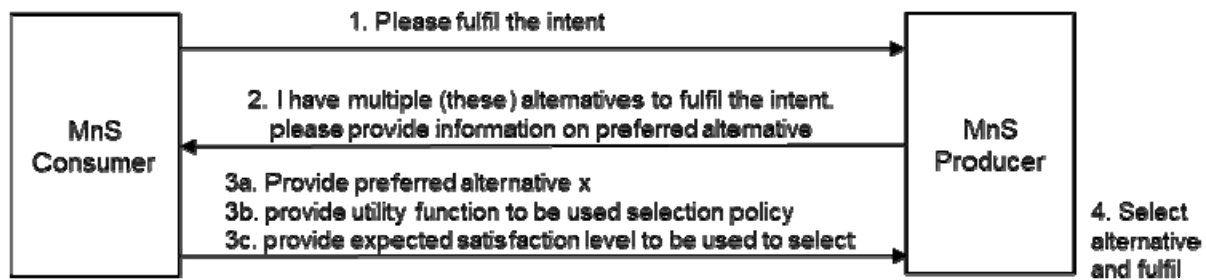 1. Please fulfil the intent
2. I have multiple (these) alternatives to fulfil the intent.
please provide information on preferred alternative
MnS
Consumer
MnS
Producer
3a. Provide preferred alternative x
3b. provide utility function to be used selection policy
3c. provide expected satisfaction level to be used to select
4. Select
alternative
and fulfil